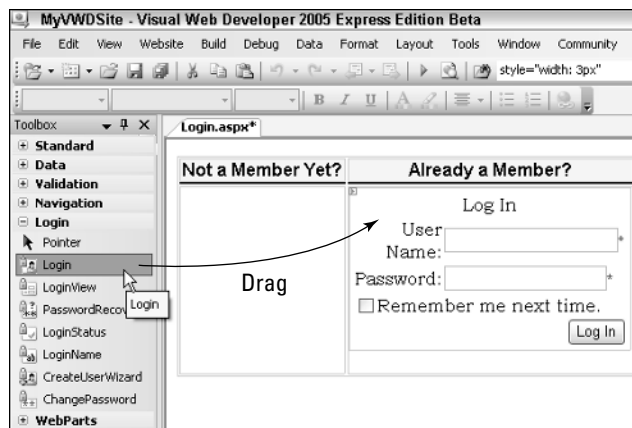 MyVWDSite - Visual Web Developer 2005 Express Edition Beta
File Edit View Website Build Debug Data Format Layout Tools Window Community
style="width: 3px"
B I U A
Toolbox
Login.aspx*
Standard
Data
Validation
Navigation
Login
Pointer
Login
LoginView
PasswordRecov
Login
LoginStatus
LoginName
CreateUserWizard
ChangePassword
WebParts
Not a Member Yet? Already a Member?
Log In
User Name: *
Password: *
Remember me next time.
Log In
Drag